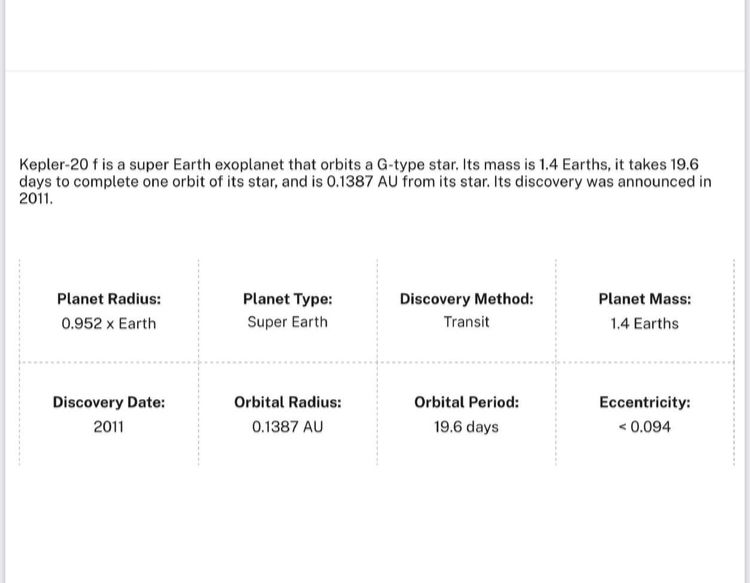 Kepler-20 f is a super Earth exoplanet that orbits a G-type star. Its mass is 1.4 Earths, it takes 19.6
days to complete one orbit of its star, and is 0.1387 AU from its star. Its discovery was announced in
2011.
Planet Radius:
0.952 x Earth
Planet Type:
Super Earth
Discovery Method:
Transit
Planet Mass:
1.4 Earths
Discovery Date:
2011
Orbital Radius:
0.1387 AU
Orbital Period:
19.6 days
Eccentricity:
< 0.094